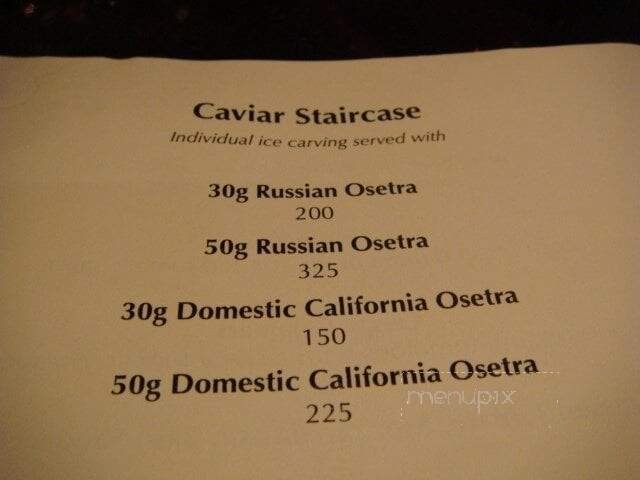 Caviar Staircase
Individual ice carving served with
30g Russian Osetra
200
50g Russian Osetra
325
30g Domestic California Osetra
150
50g Domestic California Osetra
225
menupix